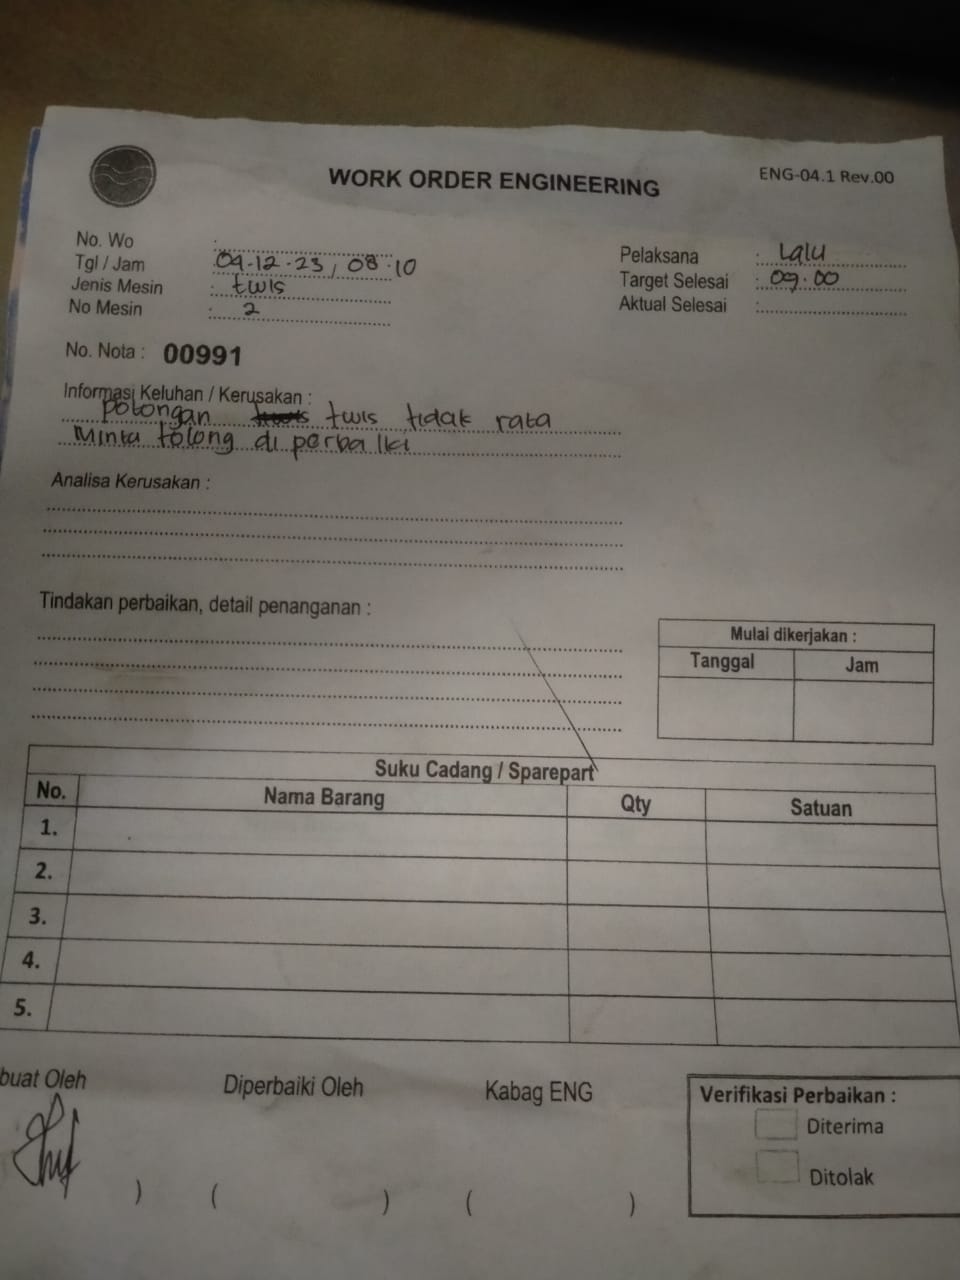 WORK ORDER ENGINEERING
ENG-04.1 Rev.00
No. Wo :
Tgl / Jam : 09-12-23, 08.10
Jenis Mesin : twis
No Mesin : 2
Pelaksana : Lalu
Target Selesai : 09.00
Aktual Selesai :
No. Nota : 00991
Informasi Keluhan / Kerusakan :
potongan twis tidak rata
Minta tolong di perbaiki
Analisa Kerusakan :
Tindakan perbaikan, detail penanganan :
Mulai dikerjakan :
Tanggal Jam
Suku Cadang / Sparepart
No. Nama Barang Qty Satuan
1.
2.
3.
4.
5.
buat Oleh Diperbaiki Oleh Kabag ENG
) ( ) ( )
Verifikasi Perbaikan :
Diterima
Ditolak